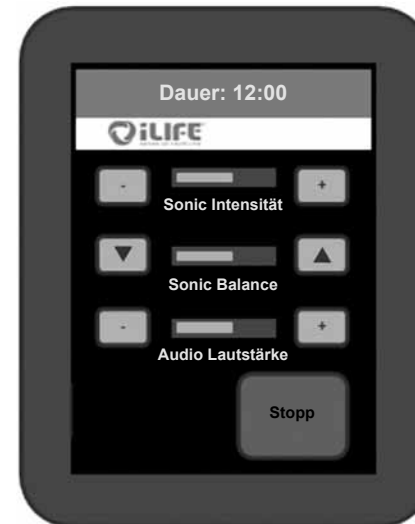 Dauer: 12:00
iLIFE
- +
Sonic Intensität
▼ ▲
Sonic Balance
- +
Audio Lautstärke
Stopp